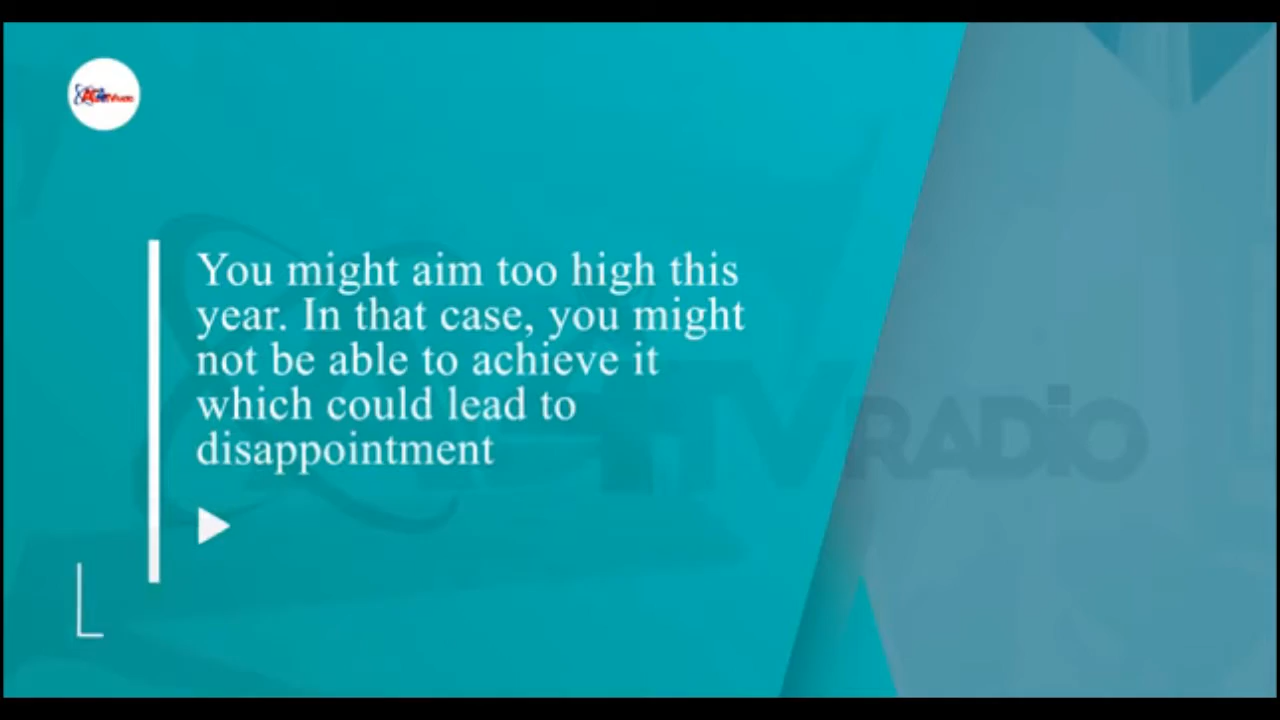 You might aim too high this
year. In that case, you might
not be able to achieve it
which could lead to
disappointment
TVRADiO